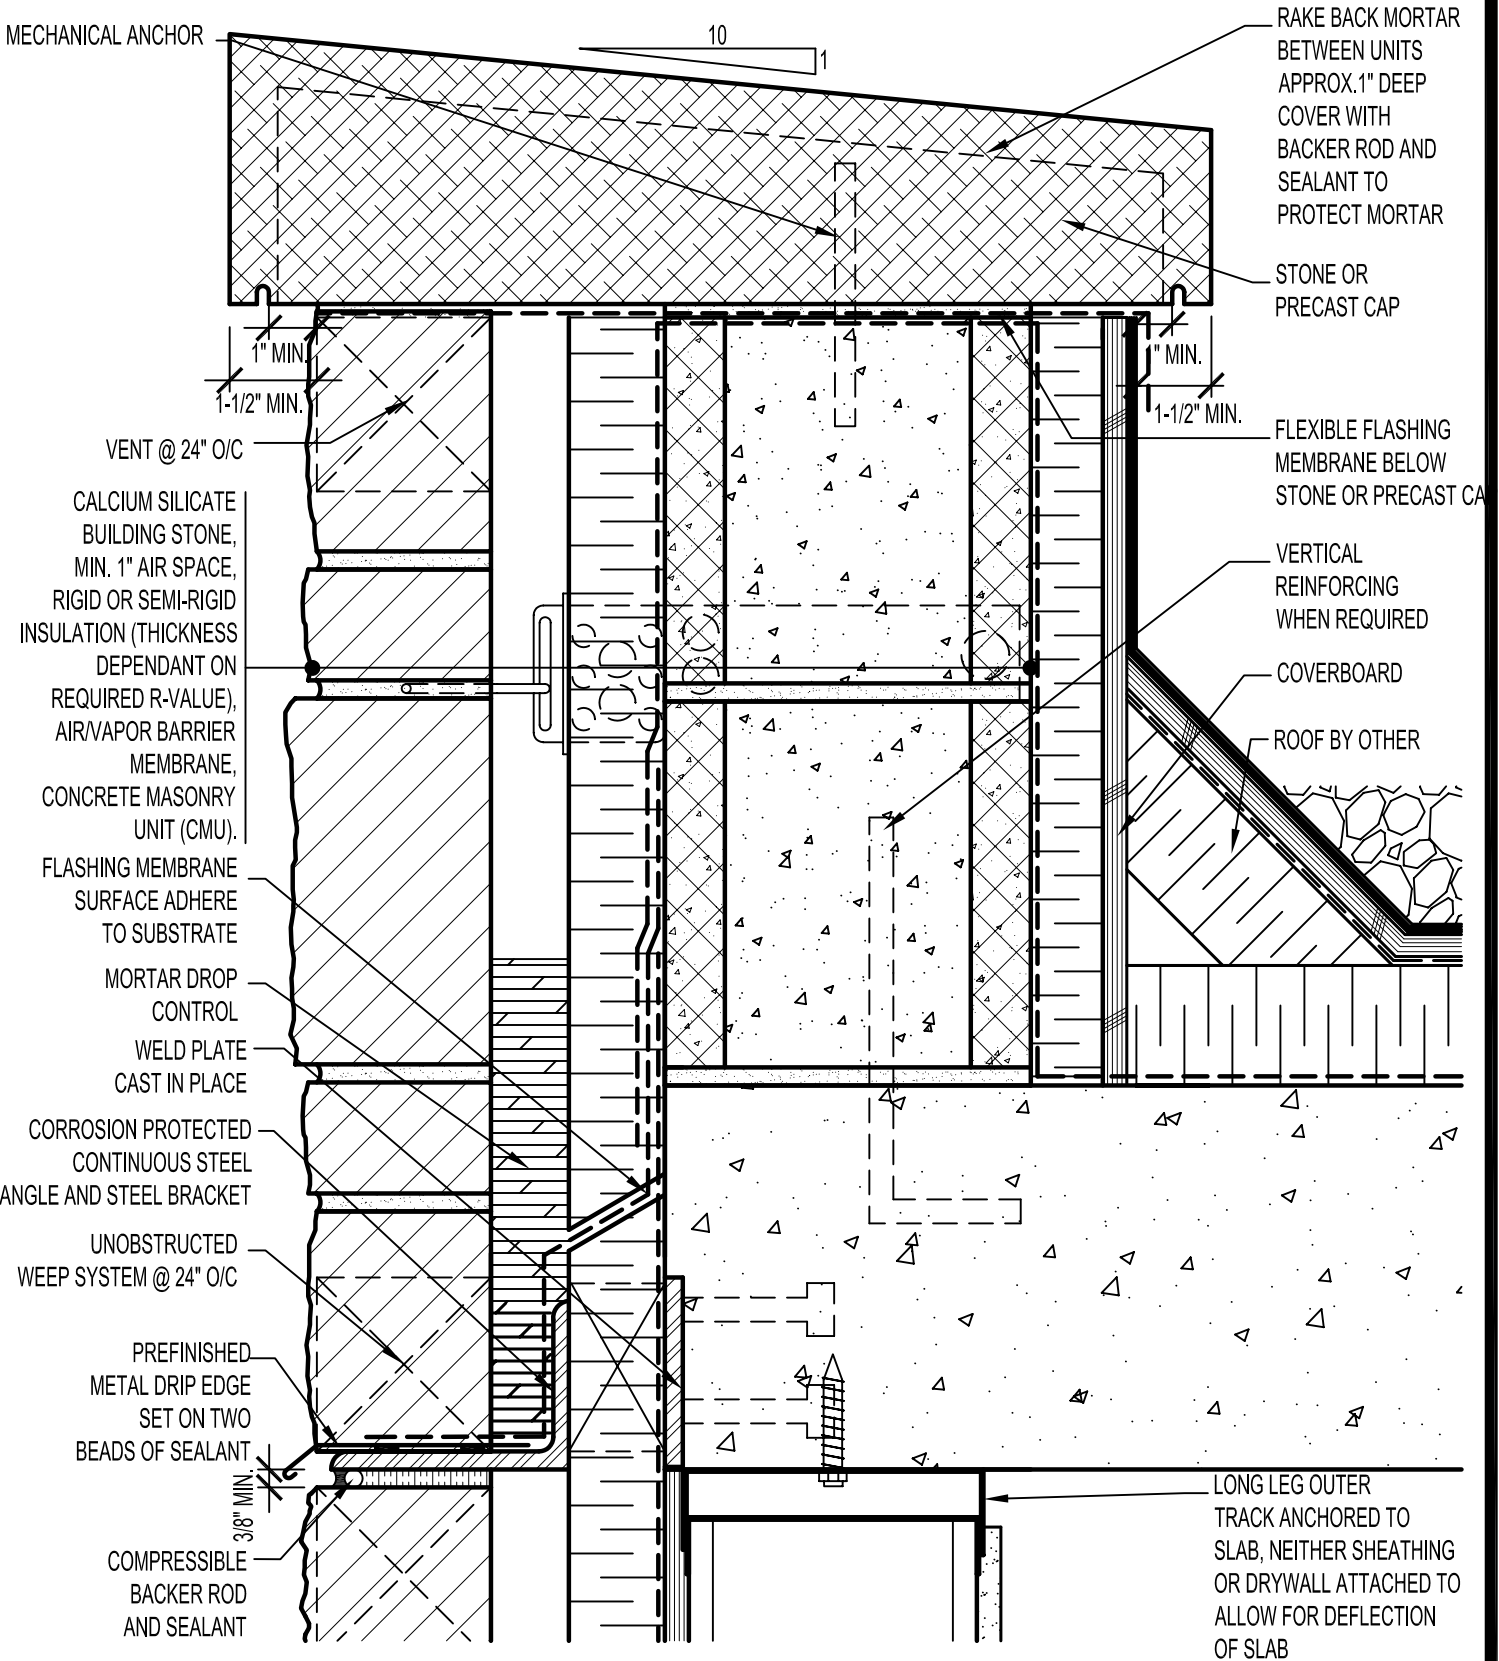 MECHANICAL ANCHOR
10
1
RAKE BACK MORTAR
BETWEEN UNITS
APPROX.1" DEEP
COVER WITH
BACKER ROD AND
SEALANT TO
PROTECT MORTAR
STONE OR
PRECAST CAP
1" MIN.
1-1/2" MIN.
" MIN.
1-1/2" MIN.
VENT @ 24" O/C
FLEXIBLE FLASHING
MEMBRANE BELOW
STONE OR PRECAST CA
CALCIUM SILICATE
BUILDING STONE,
MIN. 1" AIR SPACE,
RIGID OR SEMI-RIGID
INSULATION (THICKNESS
DEPENDANT ON
REQUIRED R-VALUE),
AIR/VAPOR BARRIER
MEMBRANE,
CONCRETE MASONRY
UNIT (CMU).
VERTICAL
REINFORCING
WHEN REQUIRED
COVERBOARD
ROOF BY OTHER
FLASHING MEMBRANE
SURFACE ADHERE
TO SUBSTRATE
MORTAR DROP
CONTROL
WELD PLATE
CAST IN PLACE
CORROSION PROTECTED
CONTINUOUS STEEL
ANGLE AND STEEL BRACKET
UNOBSTRUCTED
WEEP SYSTEM @ 24" O/C
PREFINISHED
METAL DRIP EDGE
SET ON TWO
BEADS OF SEALANT
3/8" MIN.
COMPRESSIBLE
BACKER ROD
AND SEALANT
LONG LEG OUTER
TRACK ANCHORED TO
SLAB, NEITHER SHEATHING
OR DRYWALL ATTACHED TO
ALLOW FOR DEFLECTION
OF SLAB